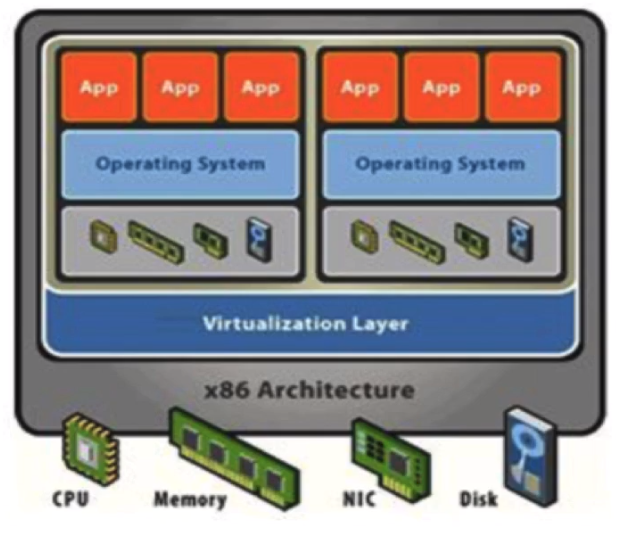 App App App App App App
Operating System Operating System
Virtualization Layer
x86 Architecture
CPU Memory NIC Disk